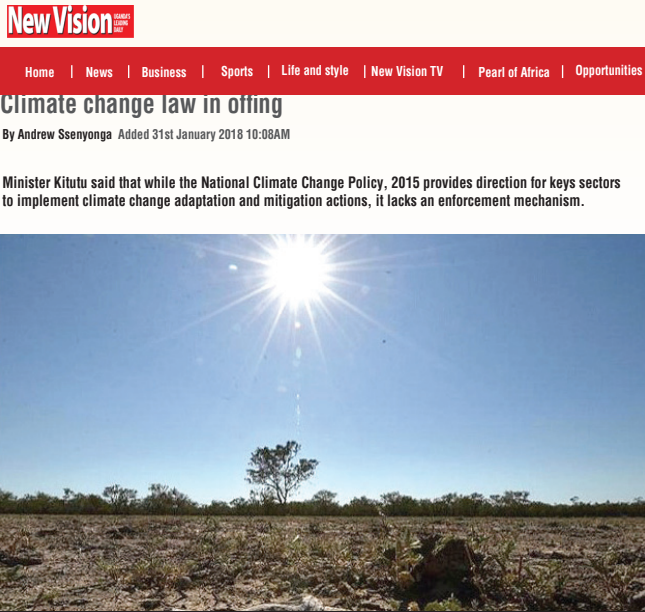 New Vision UGANDA'S LEADING DAILY
Home | News | Business | Sports | Life and style | New Vision TV | Pearl of Africa | Opportunities
Climate change law in offing
By Andrew Ssenyonga Added 31st January 2018 10:08AM
Minister Kitutu said that while the National Climate Change Policy, 2015 provides direction for keys sectors
to implement climate change adaptation and mitigation actions, it lacks an enforcement mechanism.